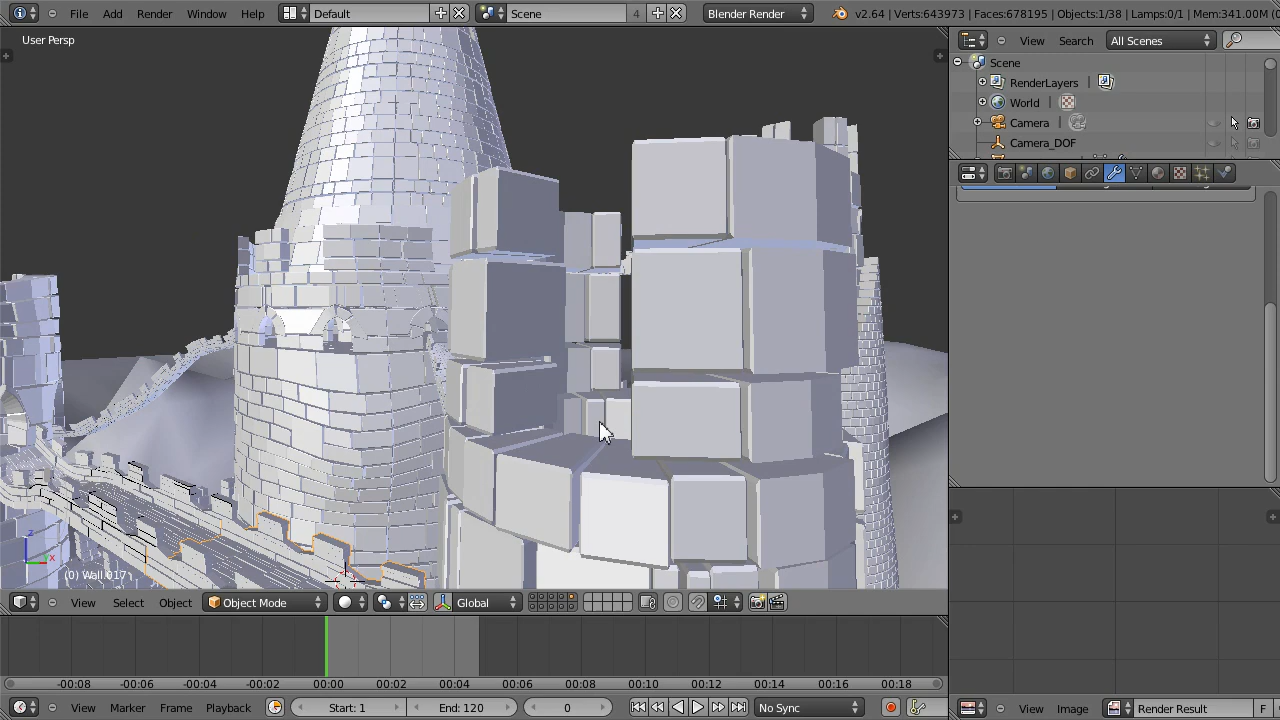 File Add Render Window Help Default Scene 4 Blender Render v2.64 | Verts:643973 | Faces:678195 | Objects:1/38 | Lamps:0/1 | Mem:341.00M (
User Persp
View Search All Scenes
Scene
RenderLayers |
World |
Camera |
Camera_DOF
z
x
(0) Wall.017
View Select Object Object Mode Global
-00:08 -00:06 -00:04 -00:02 00:00 00:02 00:04 00:06 00:08 00:10 00:12 00:14 00:16 00:18
View Marker Frame Playback Start: 1 End: 120 0 No Sync
View Image Render Result F